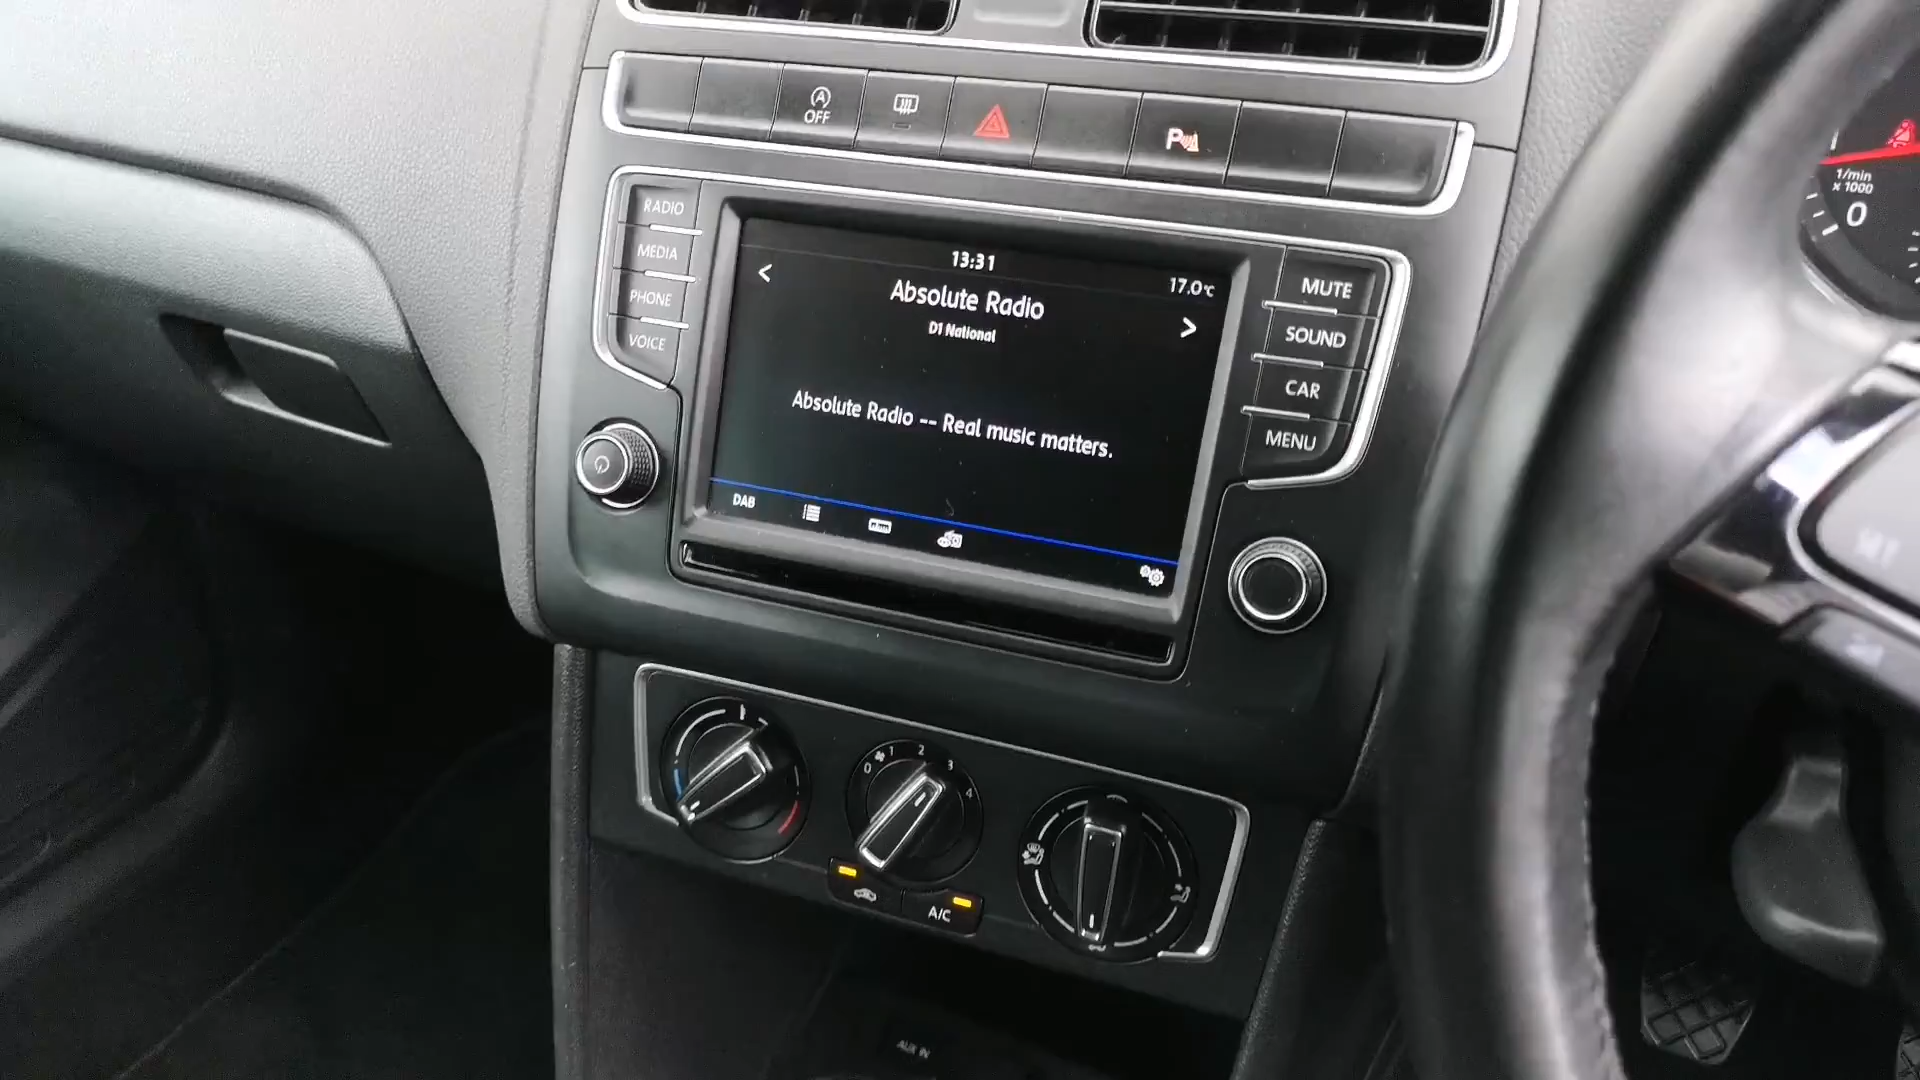 A
OFF
P
RADIO
MEDIA
PHONE
VOICE
13:31
17.0°C
<
Absolute Radio
>
D1 National
Absolute Radio -- Real music matters.
DAB
MUTE
SOUND
CAR
MENU
1/min
x 1000
0
0 1 2 3 4
A/C
AUX IN